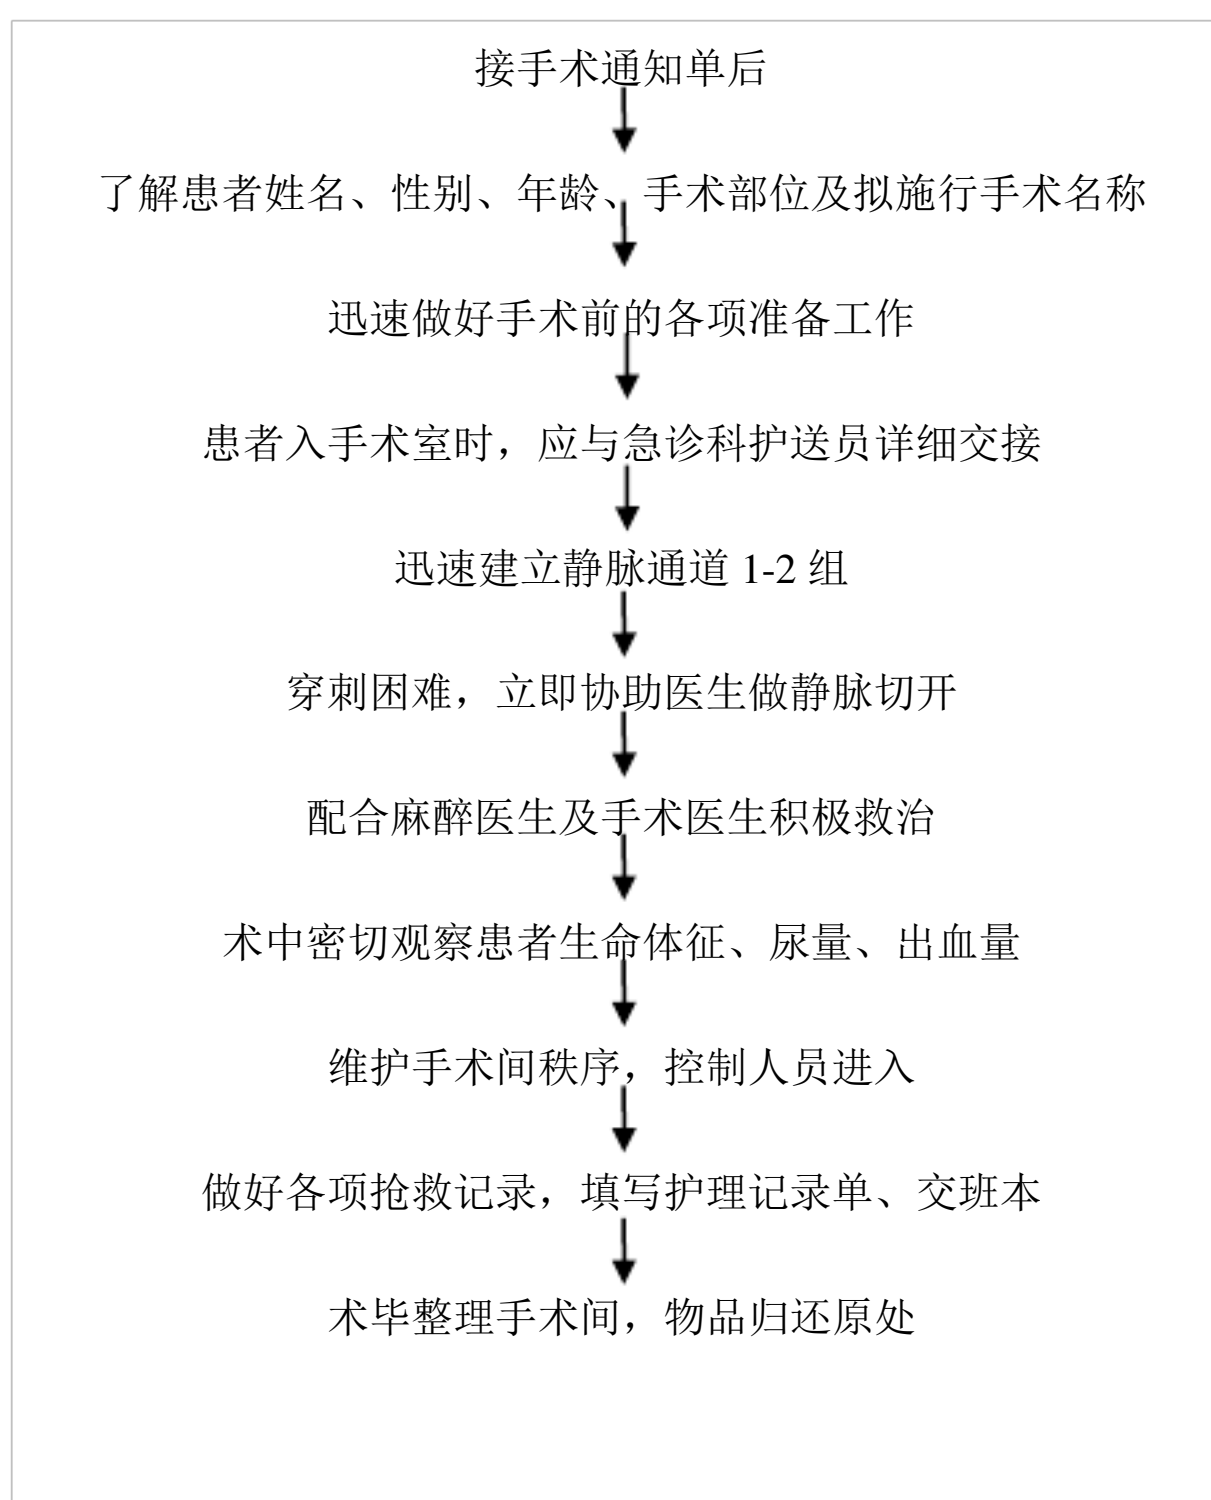 接手术通知单后
了解患者姓名、性别、年龄、手术部位及拟施行手术名称
迅速做好手术前的各项准备工作
患者入手术室时，应与急诊科护送员详细交接
迅速建立静脉通道 1-2 组
穿刺困难，立即协助医生做静脉切开
配合麻醉医生及手术医生积极救治
术中密切观察患者生命体征、尿量、出血量
维护手术间秩序，控制人员进入
做好各项抢救记录，填写护理记录单、交班本
术毕整理手术间，物品归还原处